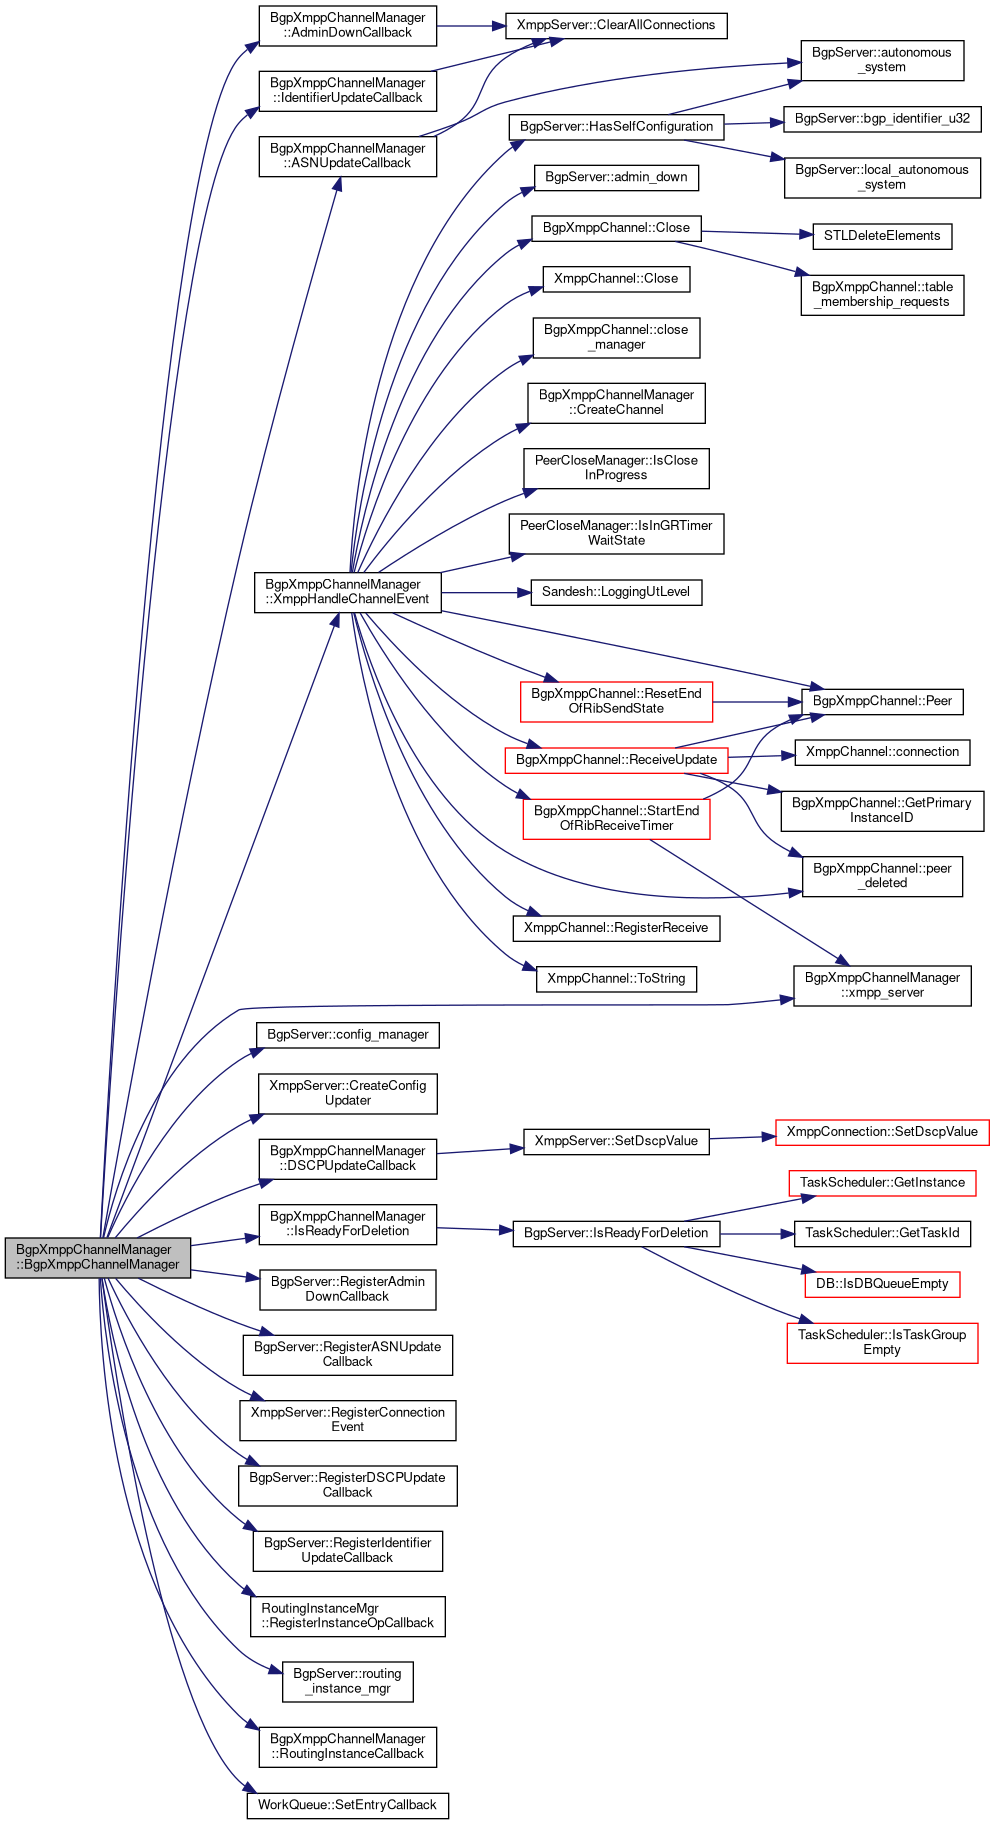 BgpXmppChannelManager
::BgpXmppChannelManager
BgpXmppChannelManager
::AdminDownCallback
BgpXmppChannelManager
::IdentifierUpdateCallback
BgpXmppChannelManager
::ASNUpdateCallback
BgpXmppChannelManager
::XmppHandleChannelEvent
BgpServer::config_manager
XmppServer::CreateConfig
Updater
BgpXmppChannelManager
::DSCPUpdateCallback
BgpXmppChannelManager
::IsReadyForDeletion
BgpServer::RegisterAdmin
DownCallback
BgpServer::RegisterASNUpdate
Callback
XmppServer::RegisterConnection
Event
BgpServer::RegisterDSCPUpdate
Callback
BgpServer::RegisterIdentifier
UpdateCallback
RoutingInstanceMgr
::RegisterInstanceOpCallback
BgpServer::routing
_instance_mgr
BgpXmppChannelManager
::RoutingInstanceCallback
WorkQueue::SetEntryCallback
XmppServer::ClearAllConnections
BgpServer::HasSelfConfiguration
BgpServer::admin_down
BgpXmppChannel::Close
XmppChannel::Close
BgpXmppChannel::close
_manager
BgpXmppChannelManager
::CreateChannel
PeerCloseManager::IsClose
InProgress
PeerCloseManager::IsInGRTimer
WaitState
Sandesh::LoggingUtLevel
BgpXmppChannel::ResetEnd
OfRibSendState
BgpXmppChannel::ReceiveUpdate
BgpXmppChannel::StartEnd
OfRibReceiveTimer
XmppChannel::RegisterReceive
XmppChannel::ToString
XmppServer::SetDscpValue
BgpServer::IsReadyForDeletion
BgpServer::autonomous
_system
BgpServer::bgp_identifier_u32
BgpServer::local_autonomous
_system
STLDeleteElements
BgpXmppChannel::table
_membership_requests
BgpXmppChannel::Peer
XmppChannel::connection
BgpXmppChannel::GetPrimary
InstanceID
BgpXmppChannel::peer
_deleted
BgpXmppChannelManager
::xmpp_server
XmppConnection::SetDscpValue
TaskScheduler::GetInstance
TaskScheduler::GetTaskId
DB::IsDBQueueEmpty
TaskScheduler::IsTaskGroup
Empty